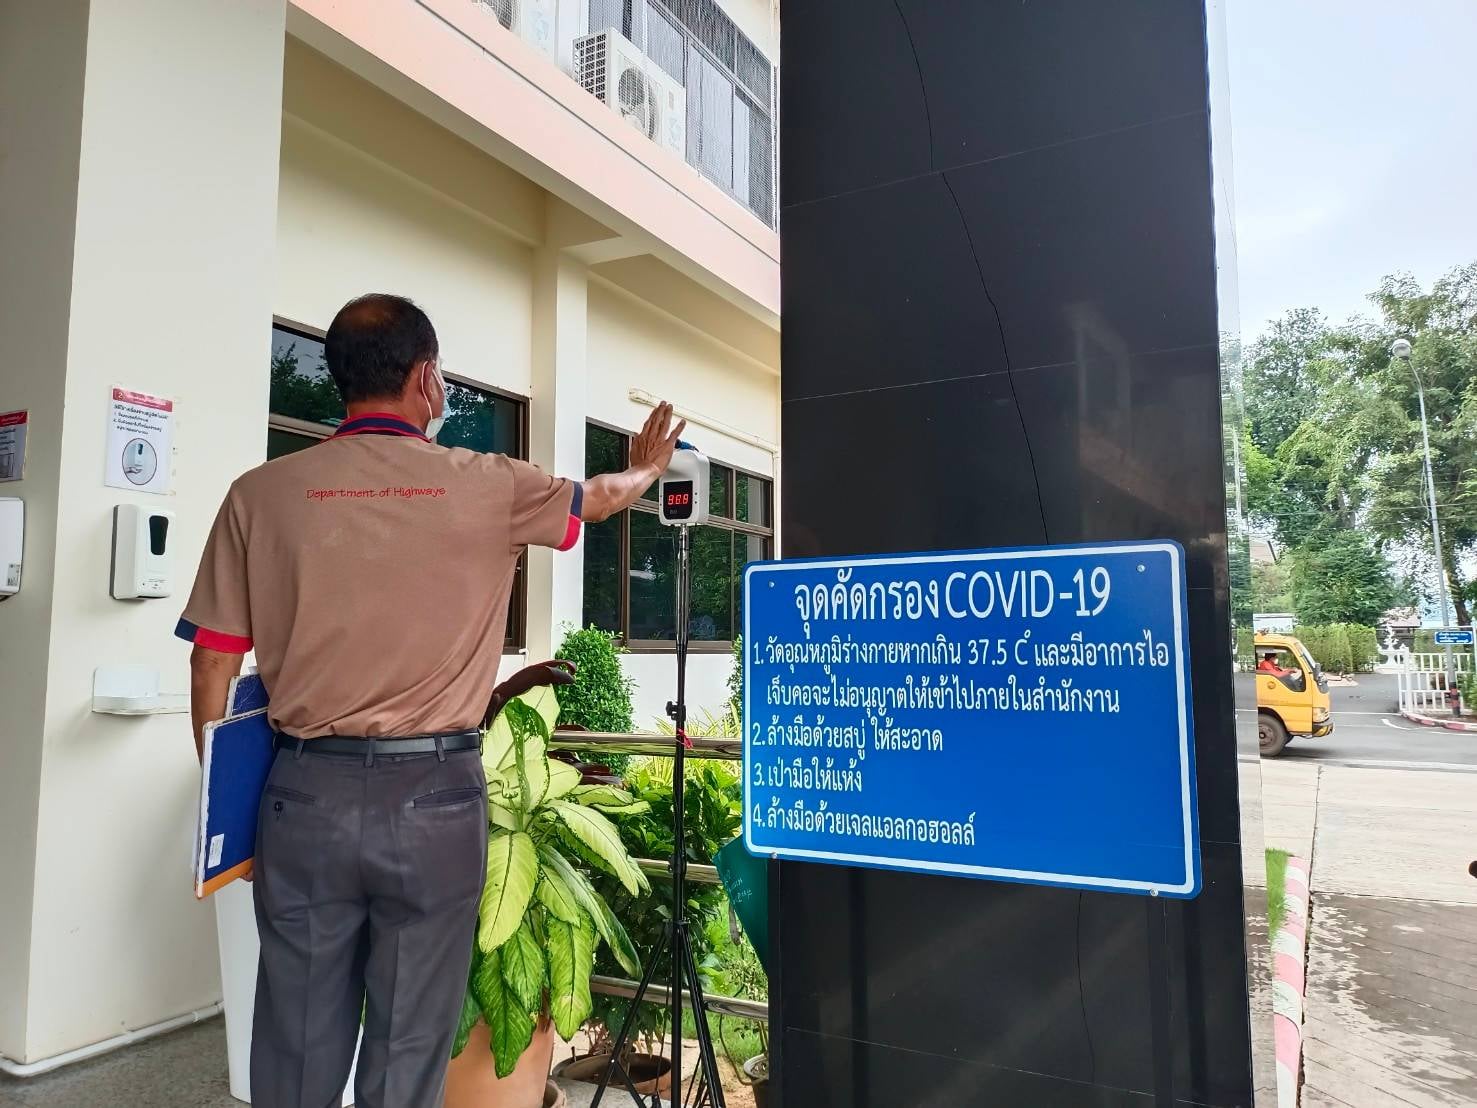 Department of Highways
36.8
จุดคัดกรอง COVID-19
1. วัดอุณหภูมิร่างกายหากเกิน 37.5 C ํ และมีอาการไอ
เจ็บคอจะไม่อนุญาตให้เข้าไปภายในสำนักงาน
2. ล้างมือด้วยสบู่ ให้สะอาด
3. เป่ามือให้แห้ง
4. ล้างมือด้วยเจลแอลกอฮอลล์